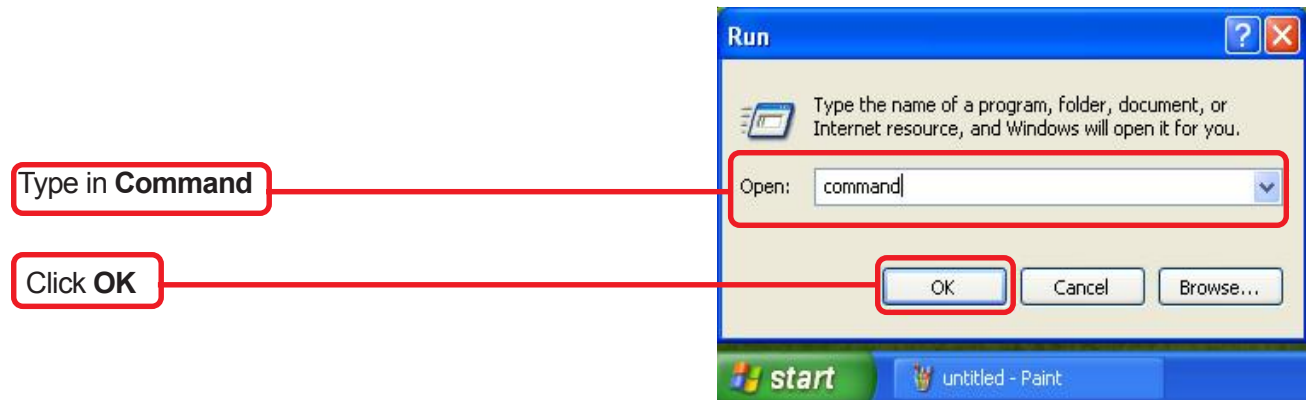 Run
Type the name of a program, folder, document, or
Internet resource, and Windows will open it for you.
Type in Command
Open: command
Click OK
OK Cancel Browse...
start untitled - Paint